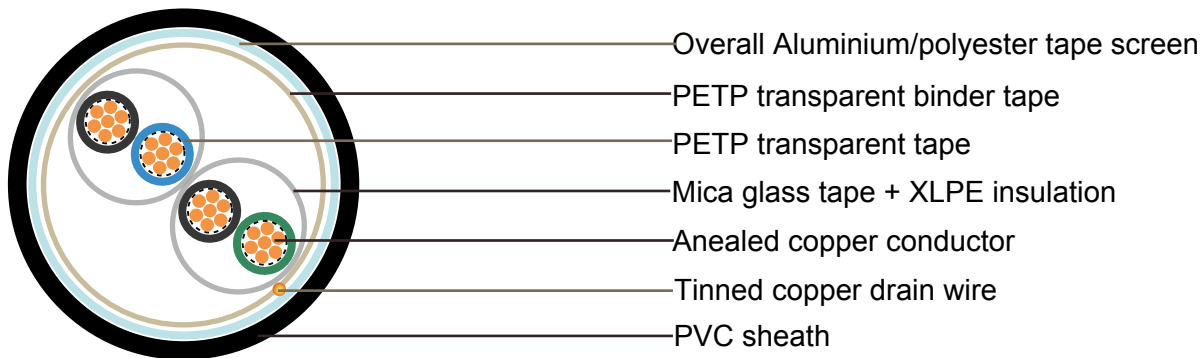 Overall Aluminium/polyester tape screen
PETP transparent binder tape
PETP transparent tape
Mica glass tape + XLPE insulation
Anealed copper conductor
Tinned copper drain wire
PVC sheath